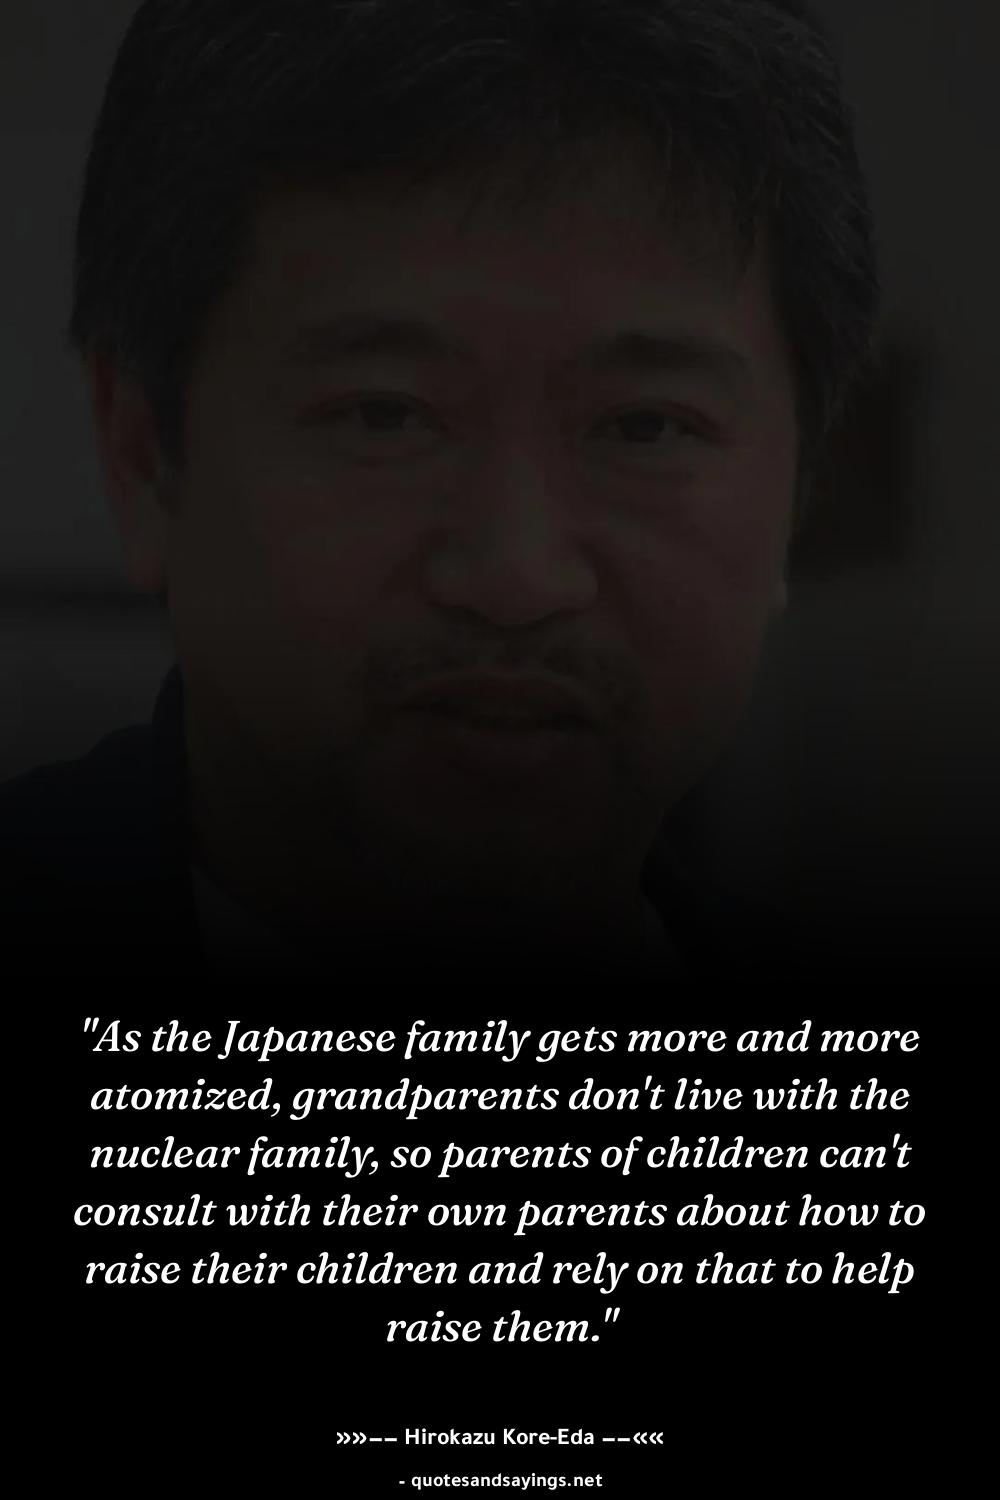 "As the Japanese family gets more and more
atomized, grandparents don't live with the
nuclear family, so parents of children can't
consult with their own parents about how to
raise their children and rely on that to help
raise them."
»»−− Hirokazu Kore-Eda −−««
- quotesandsayings.net